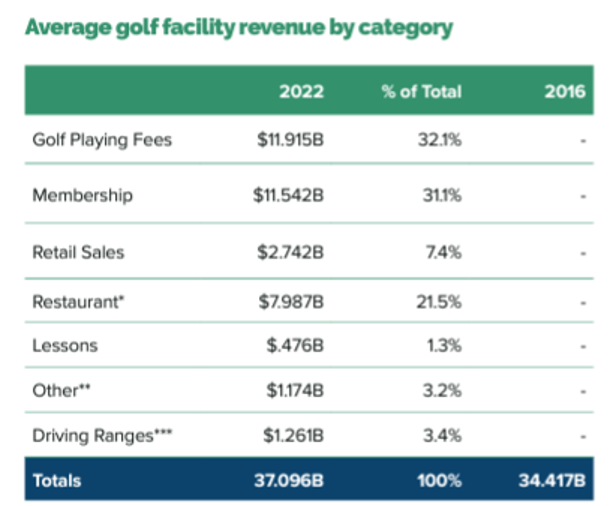 Average golf facility revenue by category
2022 % of Total 2016
Golf Playing Fees $11.915B 32.1% -
Membership $11.542B 31.1% -
Retail Sales $2.742B 7.4% -
Restaurant* $7.987B 21.5% -
Lessons $.476B 1.3% -
Other** $1.174B 3.2% -
Driving Ranges*** $1.261B 3.4% -
Totals 37.096B 100% 34.417B